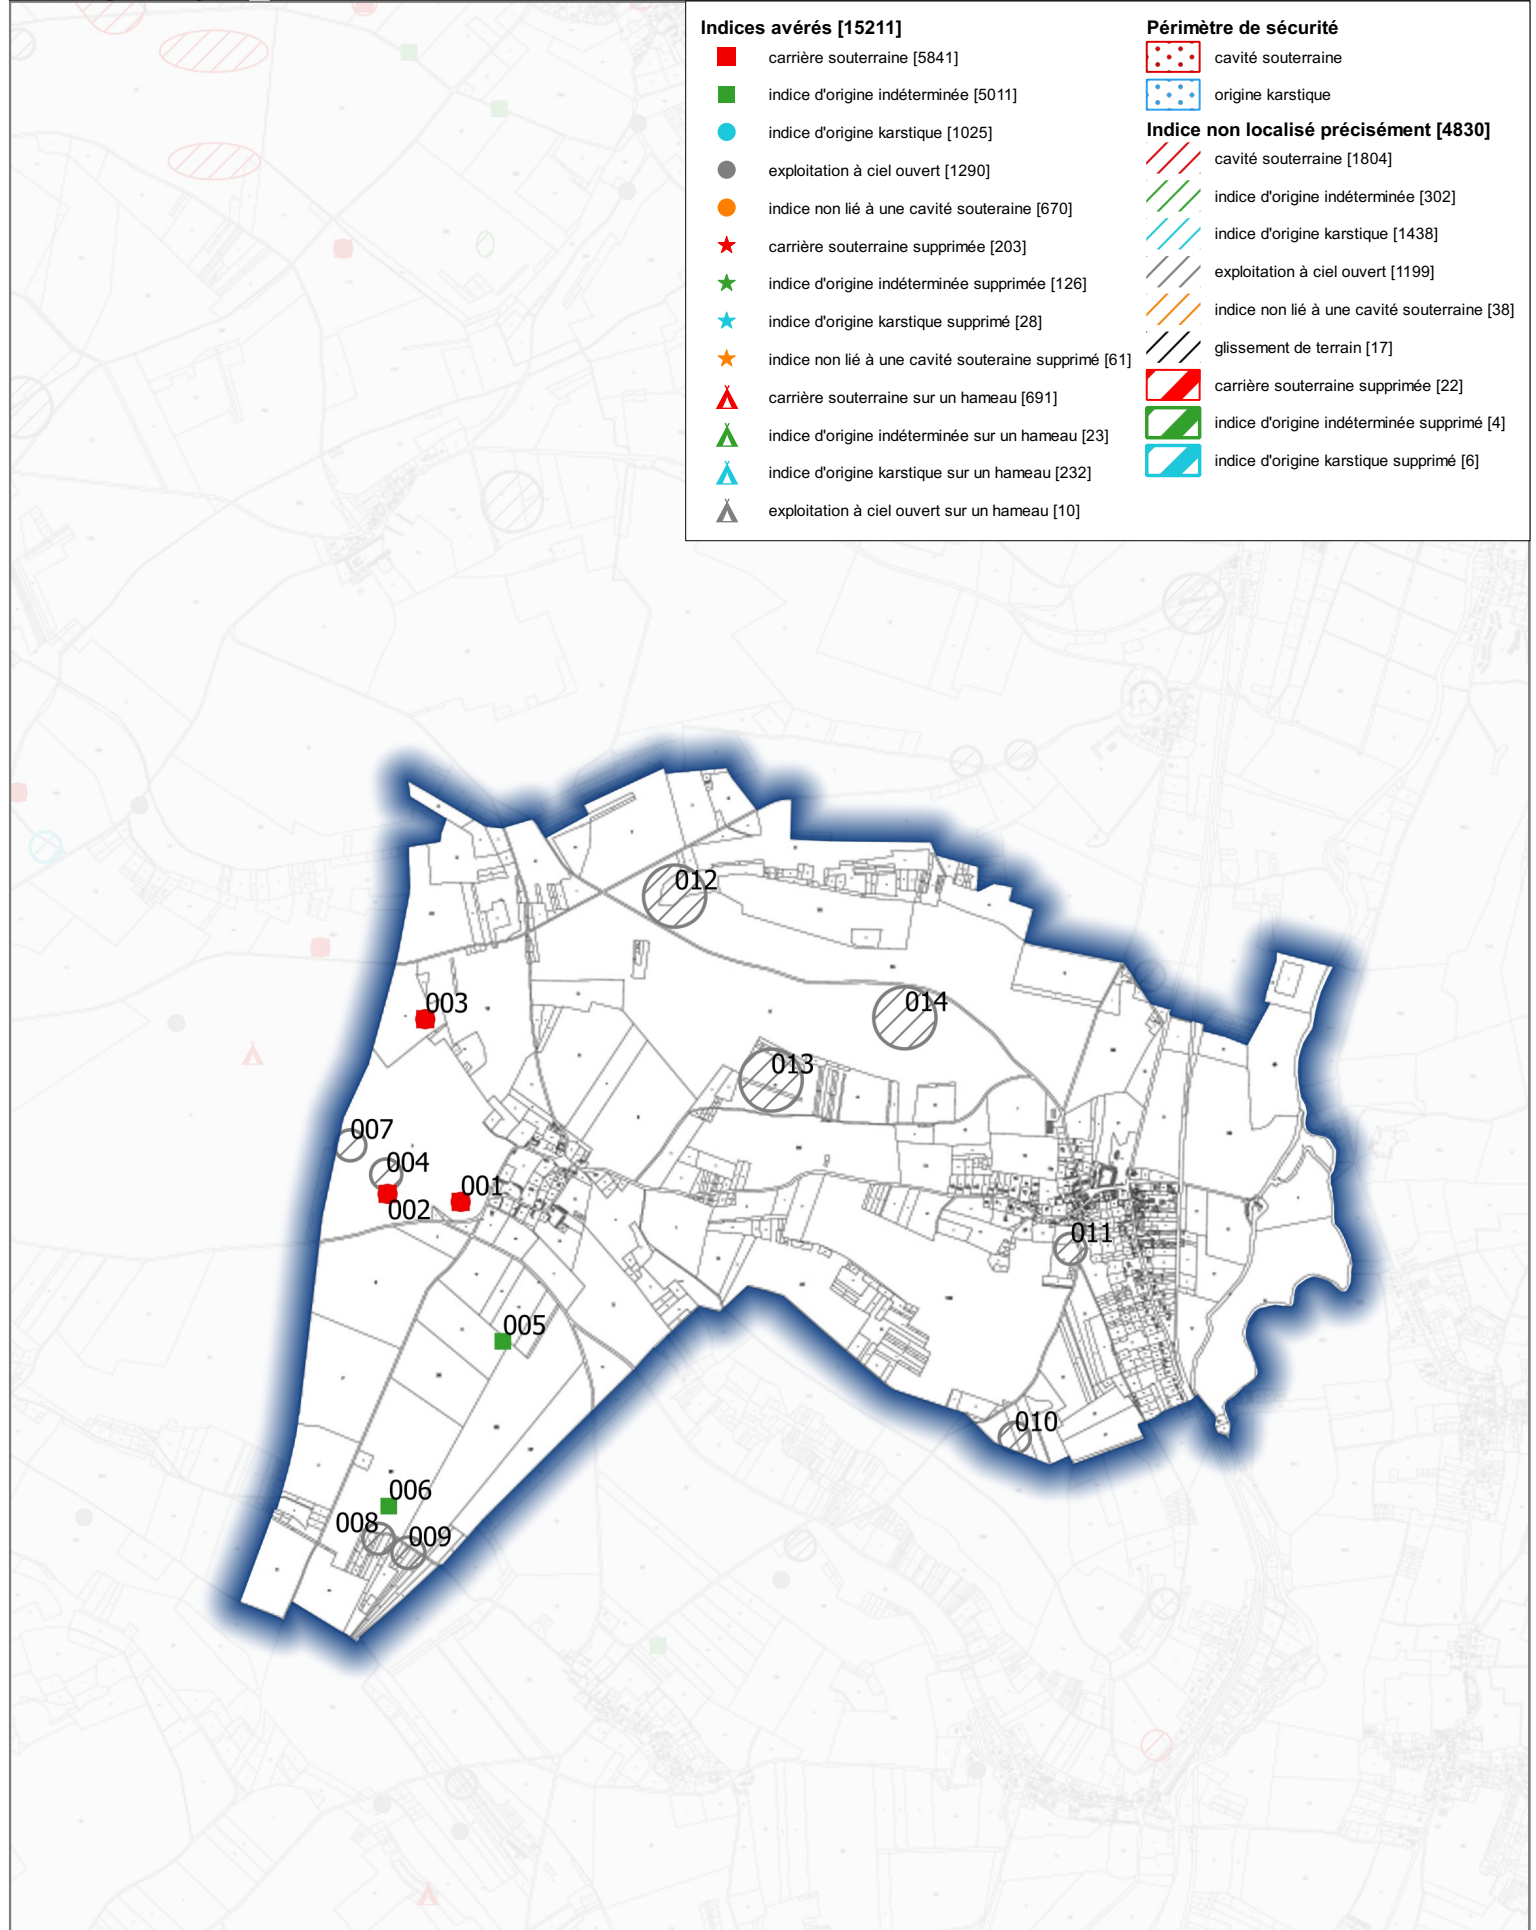 Indices avérés [15211]
carrière souterraine [5841]
indice d'origine indéterminée [5011]
indice d'origine karstique [1025]
exploitation à ciel ouvert [1290]
indice non lié à une cavité souteraine [670]
carrière souterraine supprimée [203]
indice d'origine indéterminée supprimée [126]
indice d'origine karstique supprimé [28]
indice non lié à une cavité souteraine supprimé [61]
carrière souterraine sur un hameau [691]
indice d'origine indéterminée sur un hameau [23]
indice d'origine karstique sur un hameau [232]
exploitation à ciel ouvert sur un hameau [10]
Périmètre de sécurité
cavité souterraine
origine karstique
Indice non localisé précisément [4830]
cavité souterraine [1804]
indice d'origine indéterminée [302]
indice d'origine karstique [1438]
exploitation à ciel ouvert [1199]
indice non lié à une cavité souterraine [38]
glissement de terrain [17]
carrière souterraine supprimée [22]
indice d'origine indéterminée supprimé [4]
indice d'origine karstique supprimé [6]
012
003
014
013
007
004
001
002
011
005
010
006
008
009